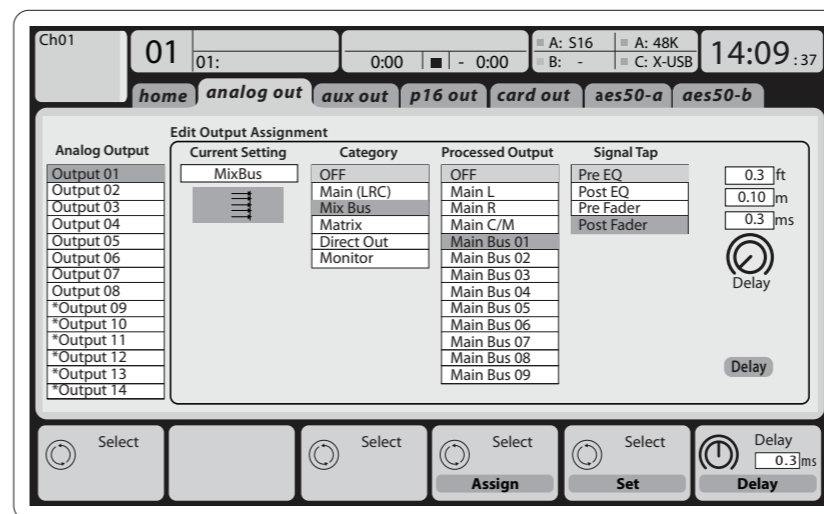 Ch01
01
01:
0:00 - 0:00
A: S16
B: -
A: 48K
C: X-USB
14:09 :37
home analog out aux out p16 out card out aes50-a aes50-b
Edit Output Assignment
Analog Output
Output 01
Output 02
Output 03
Output 04
Output 05
Output 06
Output 07
Output 08
*Output 09
*Output 10
*Output 11
*Output 12
*Output 13
*Output 14
Current Setting
MixBus
Category
OFF
Main (LRC)
Mix Bus
Matrix
Direct Out
Monitor
Processed Output
OFF
Main L
Main R
Main C/M
Main Bus 01
Main Bus 02
Main Bus 03
Main Bus 04
Main Bus 05
Main Bus 06
Main Bus 07
Main Bus 08
Main Bus 09
Signal Tap
Pre EQ
Post EQ
Pre Fader
Post Fader
0.3 ft
0.10 m
0.3 ms
Delay
Delay
Select
Select
Select
Assign
Select
Set
Delay
0.3 ms
Delay